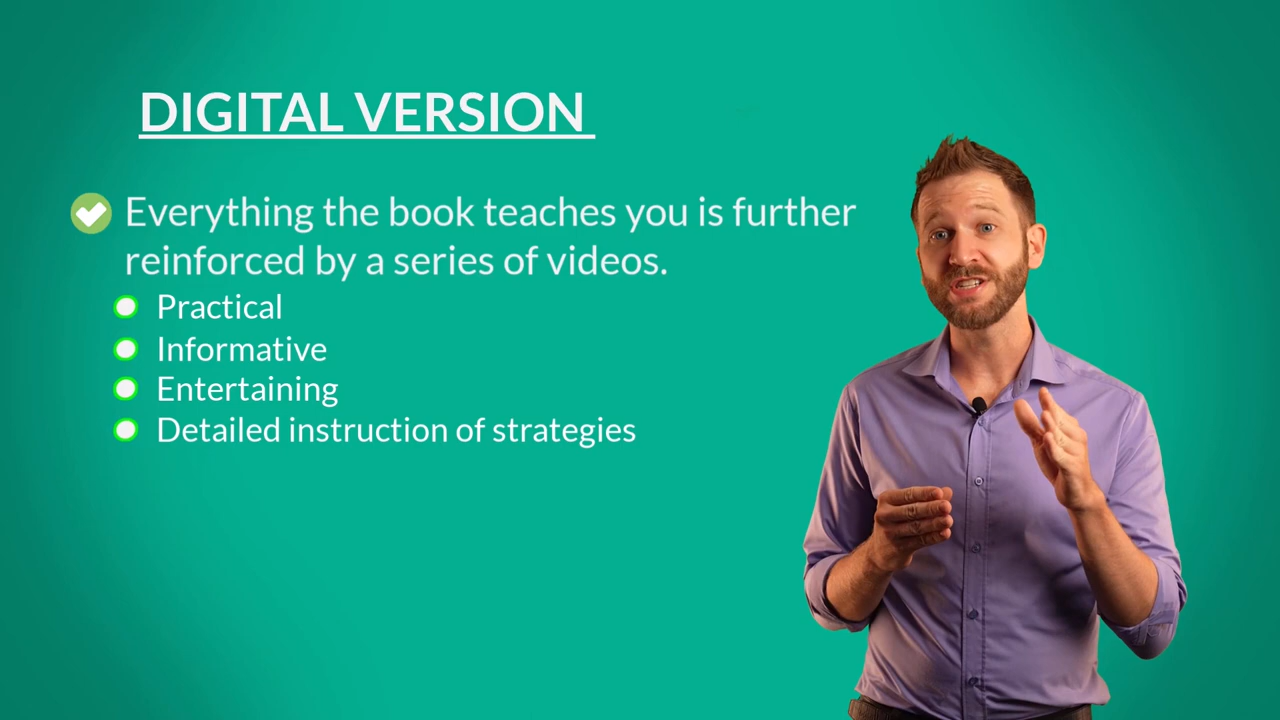 DIGITAL VERSION
Everything the book teaches you is further
reinforced by a series of videos.
Practical
Informative
Entertaining
Detailed instruction of strategies